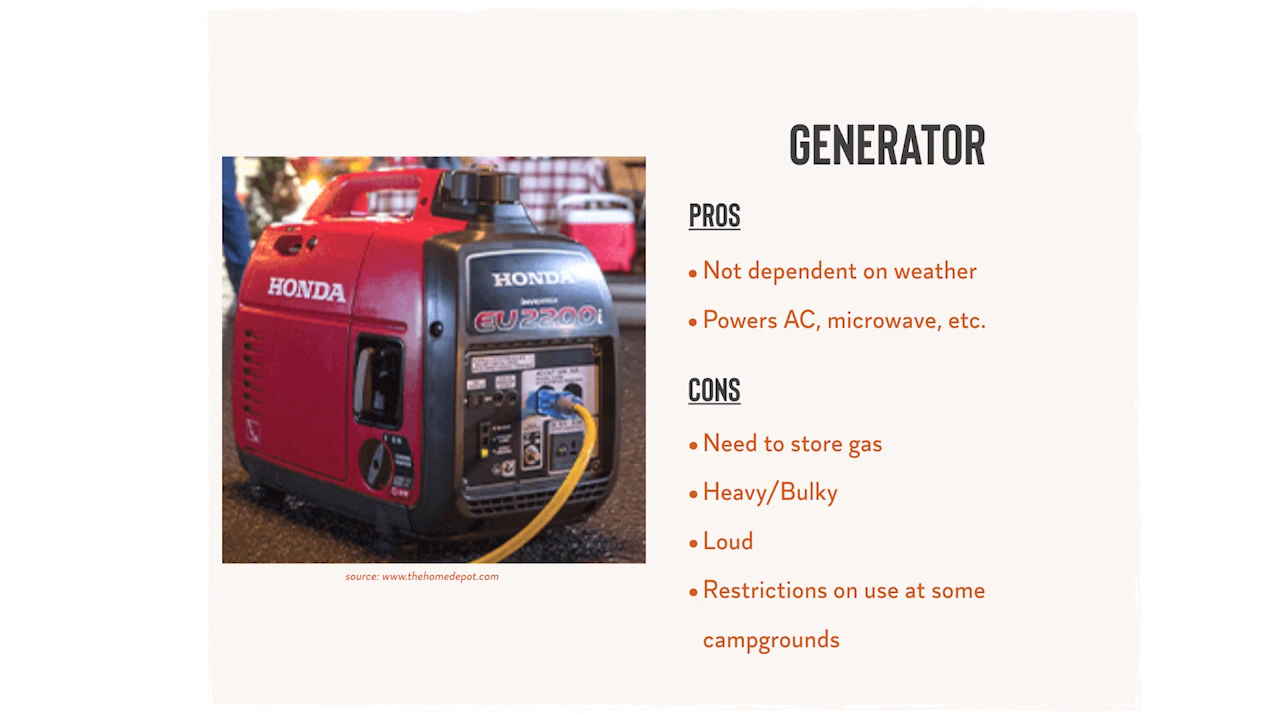 GENERATOR
PROS
• Not dependent on weather
• Powers AC, microwave, etc.
CONS
• Need to store gas
• Heavy/Bulky
• Loud
• Restrictions on use at some
campgrounds
HONDA
HONDA
inverter
EU2200i
source: www.thehomedepot.com